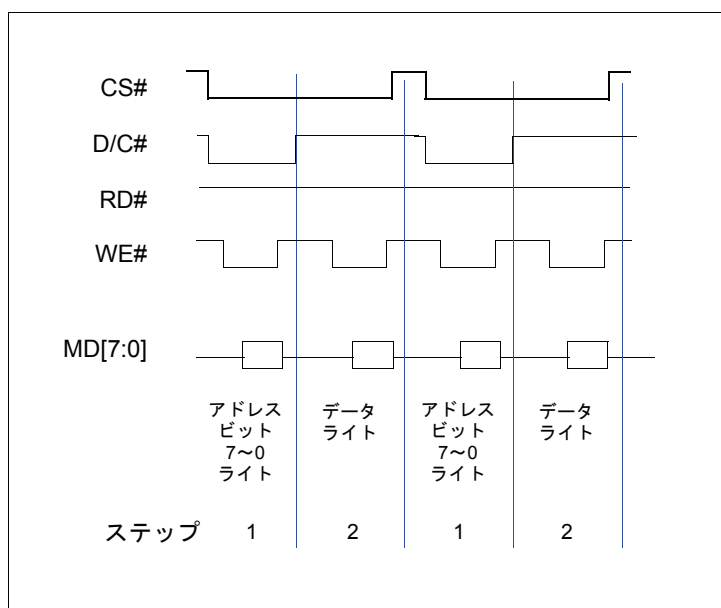 CS#
D/C#
RD#
WE#
MD[7:0]
アドレス
ビット
7～0
ライト
データ
ライト
アドレス
ビット
7～0
ライト
データ
ライト
ステップ 1 2 1 2